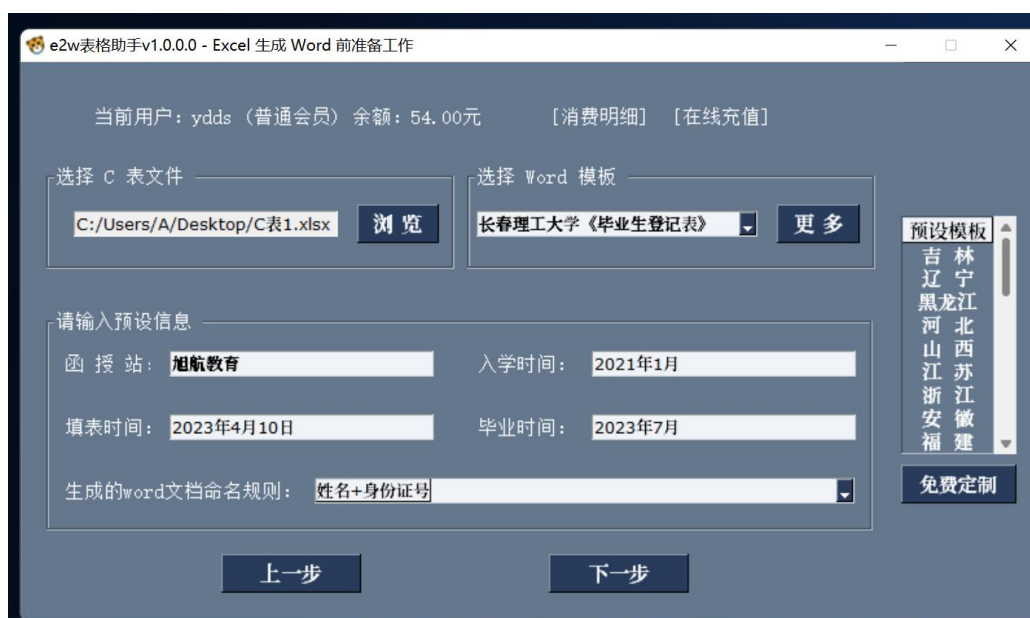 e2w表格助手v1.0.0.0 - Excel 生成 Word 前准备工作
当前用户: ydds (普通会员) 余额: 54.00元 [消费明细] [在线充值]
选择 C 表文件
C:/Users/A/Desktop/C表1.xlsx 浏览
选择 Word 模板
长春理工大学《毕业生登记表》 更多
请输入预设信息
函 授 站: 旭航教育 入学时间: 2021年1月
填表时间: 2023年4月10日 毕业时间: 2023年7月
生成的word文档命名规则: 姓名+身份证号
上一步 下一步
预设模板
吉 林
辽 宁
黑龙江
河 北
山 西
江 苏
浙 江
安 徽
福 建
免费定制